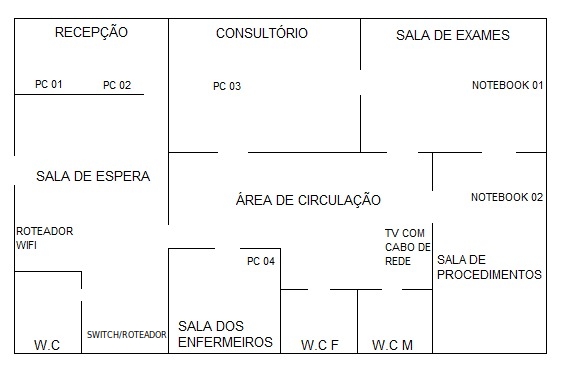 RECEPÇÃO
CONSULTÓRIO
SALA DE EXAMES
PC 01
PC 02
PC 03
NOTEBOOK 01
SALA DE ESPERA
ÁREA DE CIRCULAÇÃO
NOTEBOOK 02
ROTEADOR
WIFI
TV COM
CABO DE
REDE
PC 04
SALA DE
PROCEDIMENTOS
SWITCH/ROTEADOR
SALA DOS
ENFERMEIROS
W.C
W.C F
W.C M